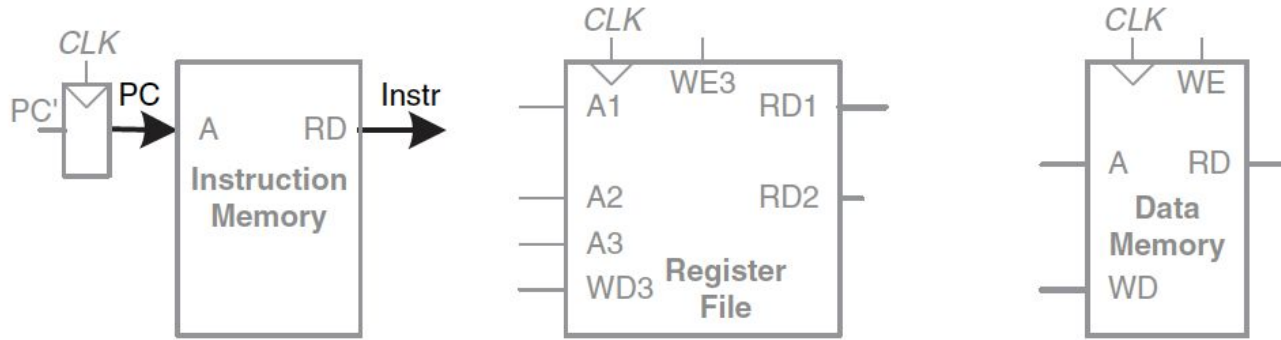 CLK
PC'
PC
A
RD
Instruction
Memory
Instr
CLK
WE3
A1
RD1
A2
RD2
A3
WD3
Register
File
CLK
WE
A
RD
Data
Memory
WD